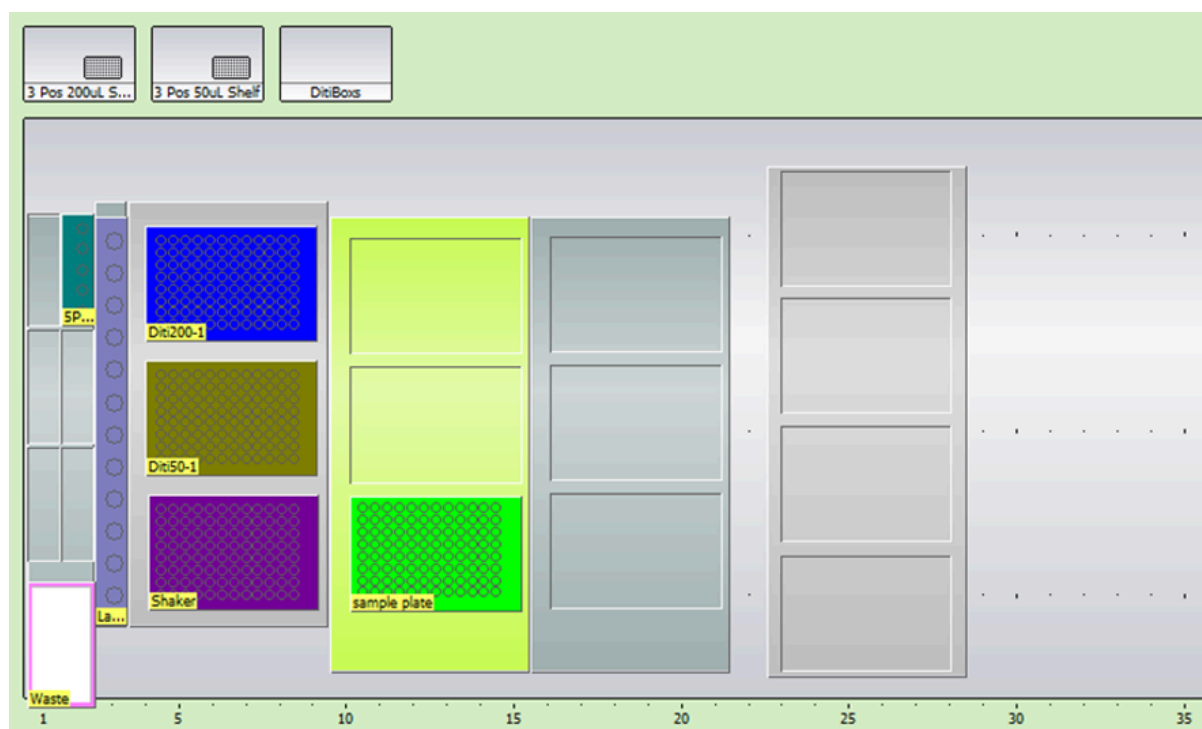 3 Pos 200uL S...
3 Pos 50uL Shelf
DitiBoxs
5P...
Diti200-1
Diti50-1
Shaker
sample plate
La...
Waste
1 5 10 15 20 25 30 35